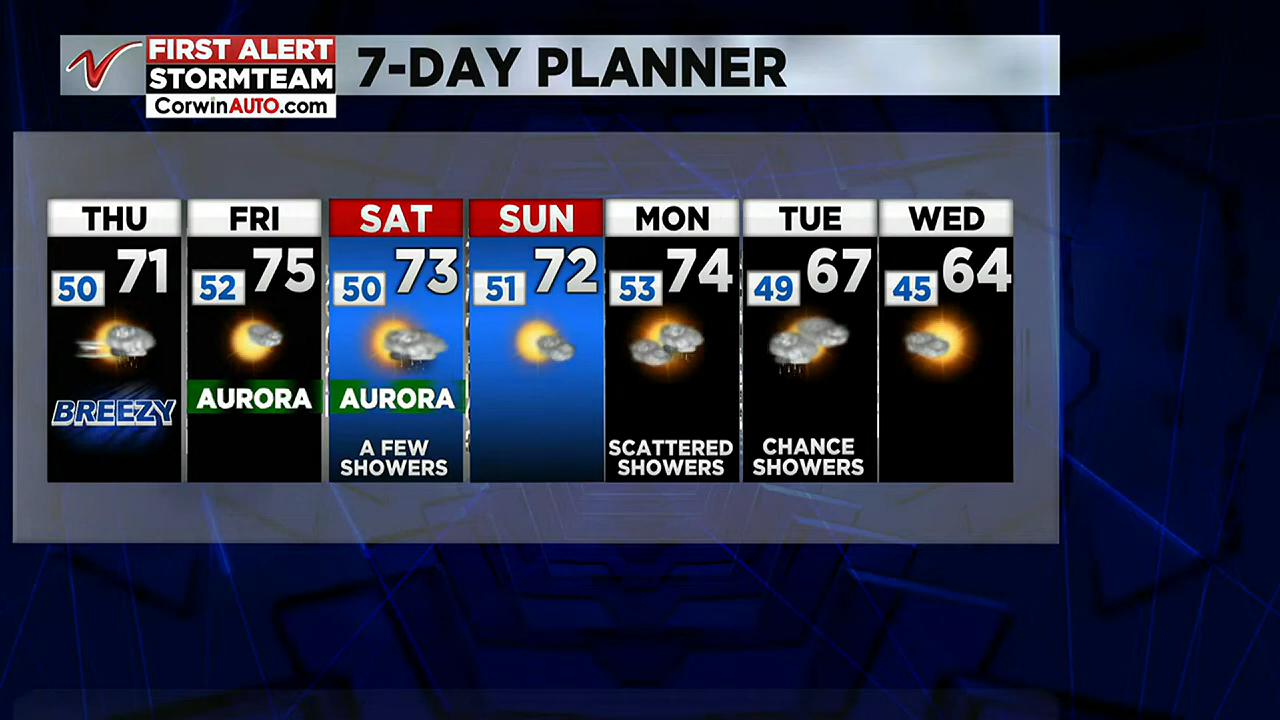 FIRST ALERT
STORMTEAM
CorwinAUTO.com
7-DAY PLANNER
THU
50 71
BREEZY
FRI
52 75
AURORA
SAT
50 73
AURORA
A FEW
SHOWERS
SUN
51 72
MON
53 74
SCATTERED
SHOWERS
TUE
49 67
CHANCE
SHOWERS
WED
45 64